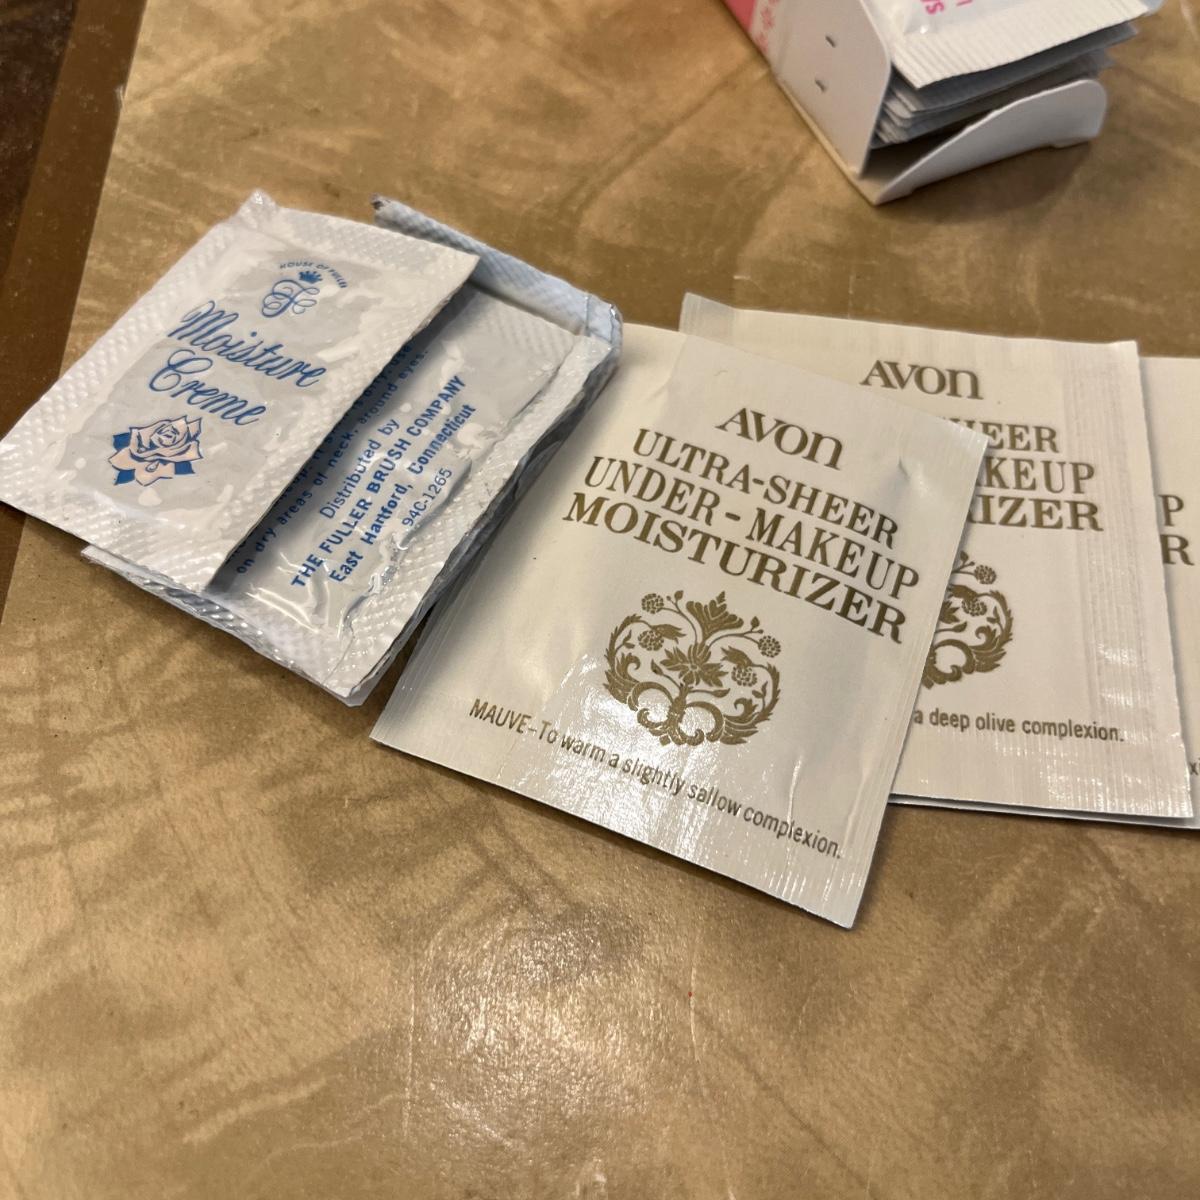 HOUSE OF FULLER
Moisture
Creme
on dry areas of neck, around eyes.
Distributed by
THE FULLER BRUSH COMPANY
East Hartford, Connecticut
94C-1265
AVON
ULTRA-SHEER
UNDER-MAKEUP
MOISTURIZER
MAUVE-To warm a slightly sallow complexion.
AVON
HEER
AKEUP
IZER
a deep olive complexion.
P
R